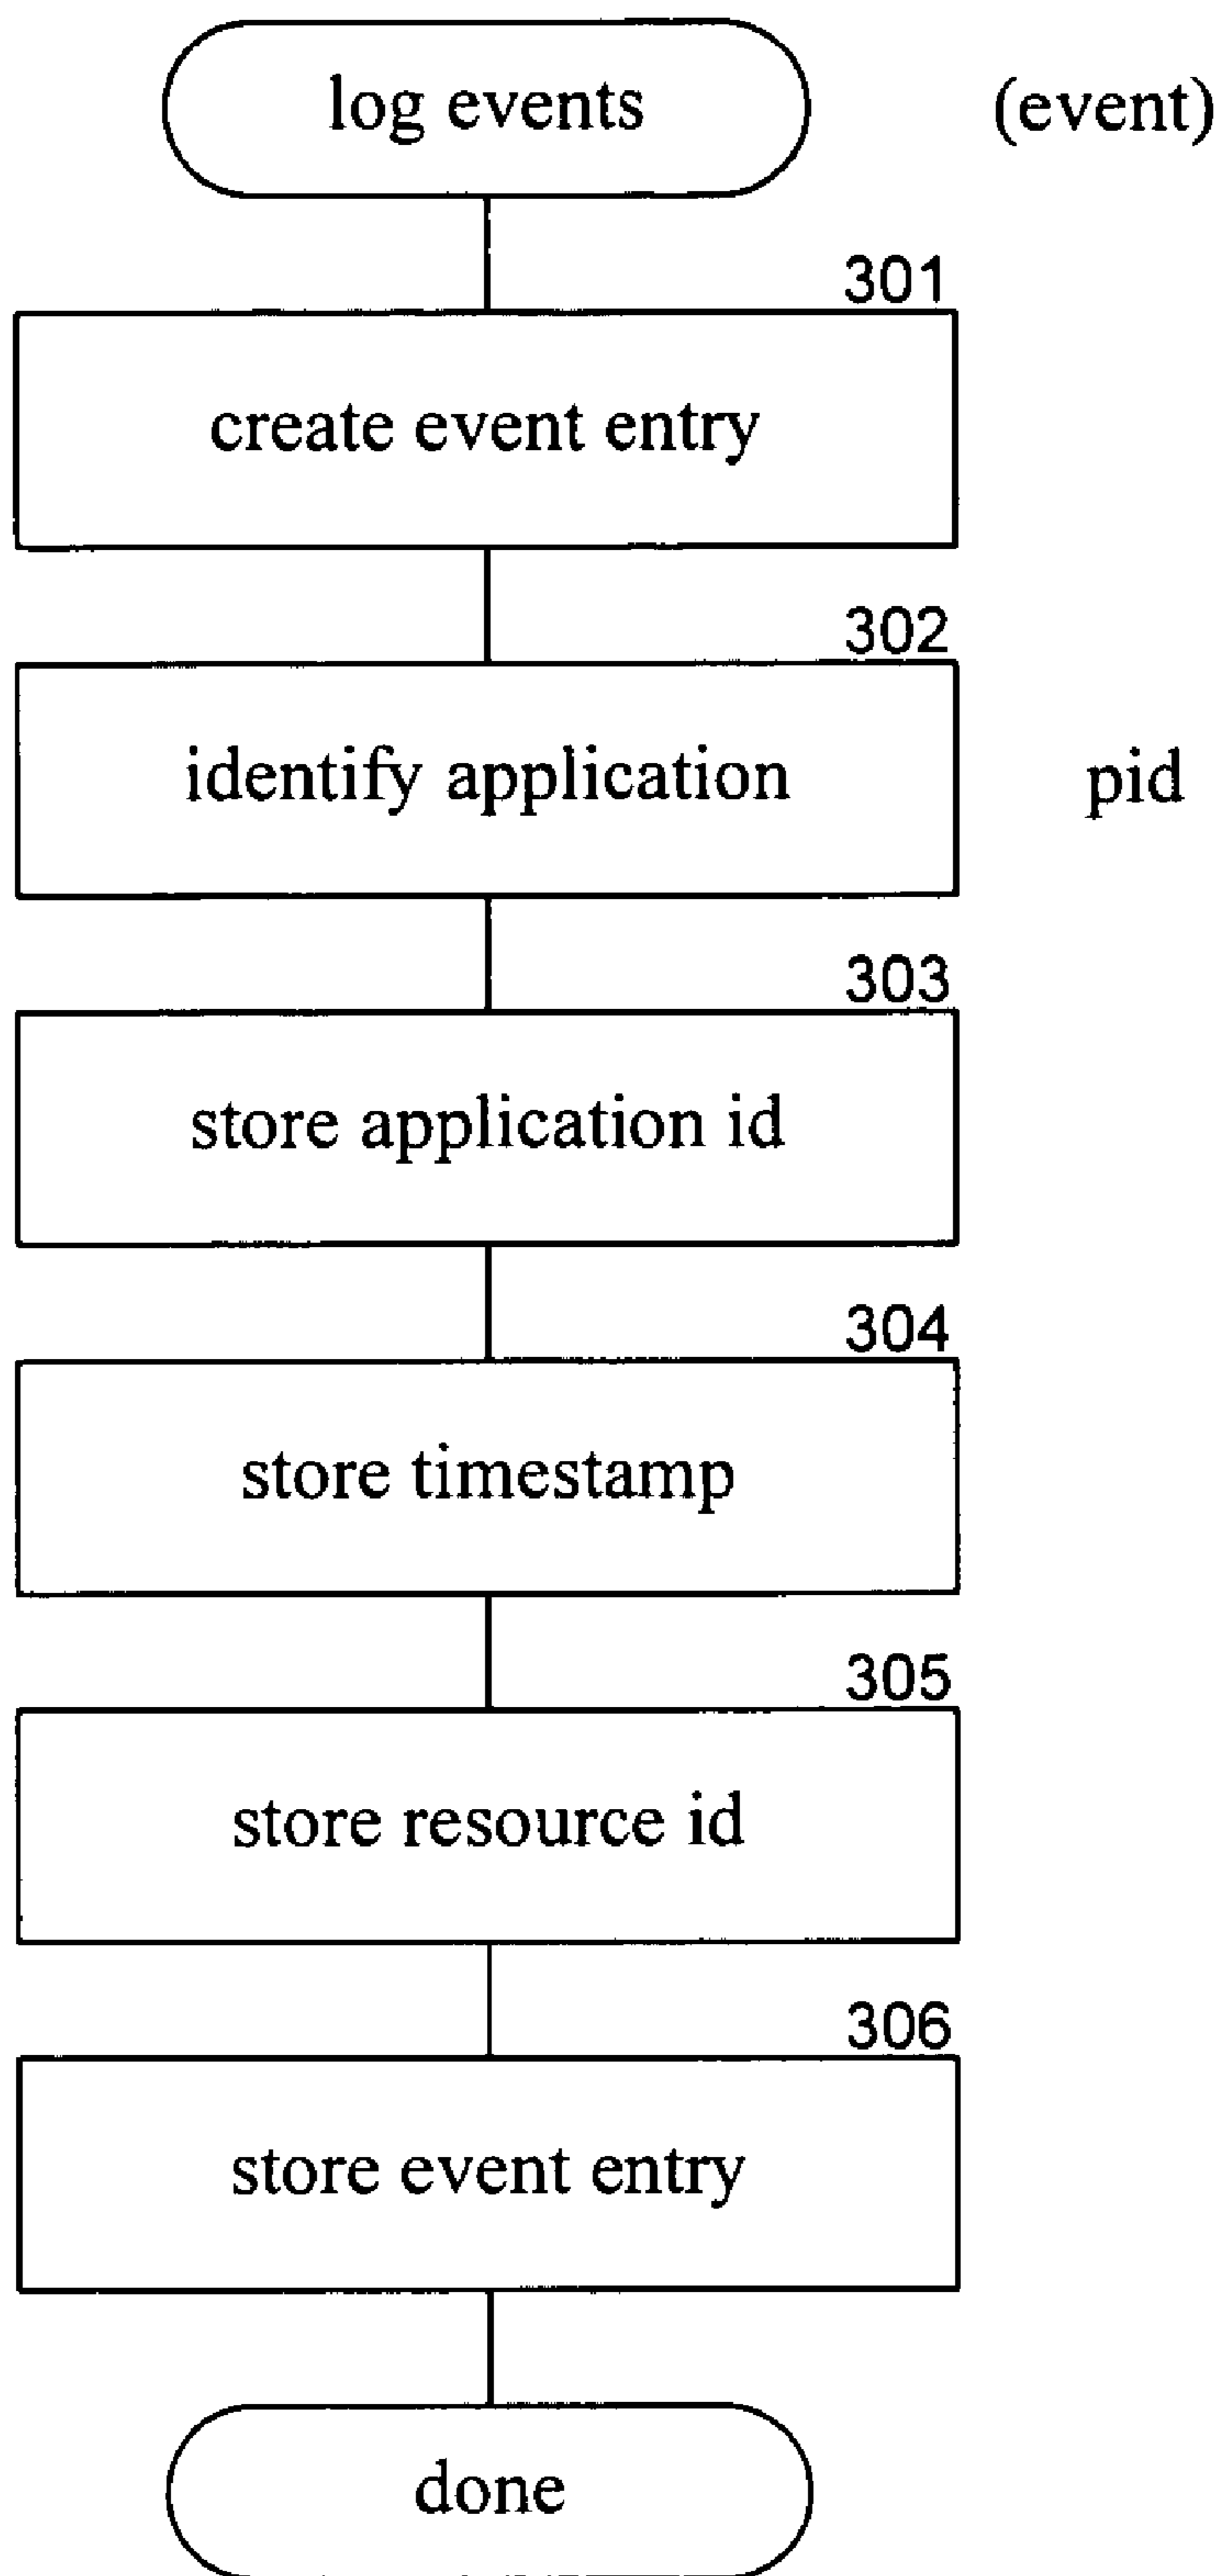 log events (event)
301
create event entry
302
identify application pid
303
store application id
304
store timestamp
305
store resource id
306
store event entry
done